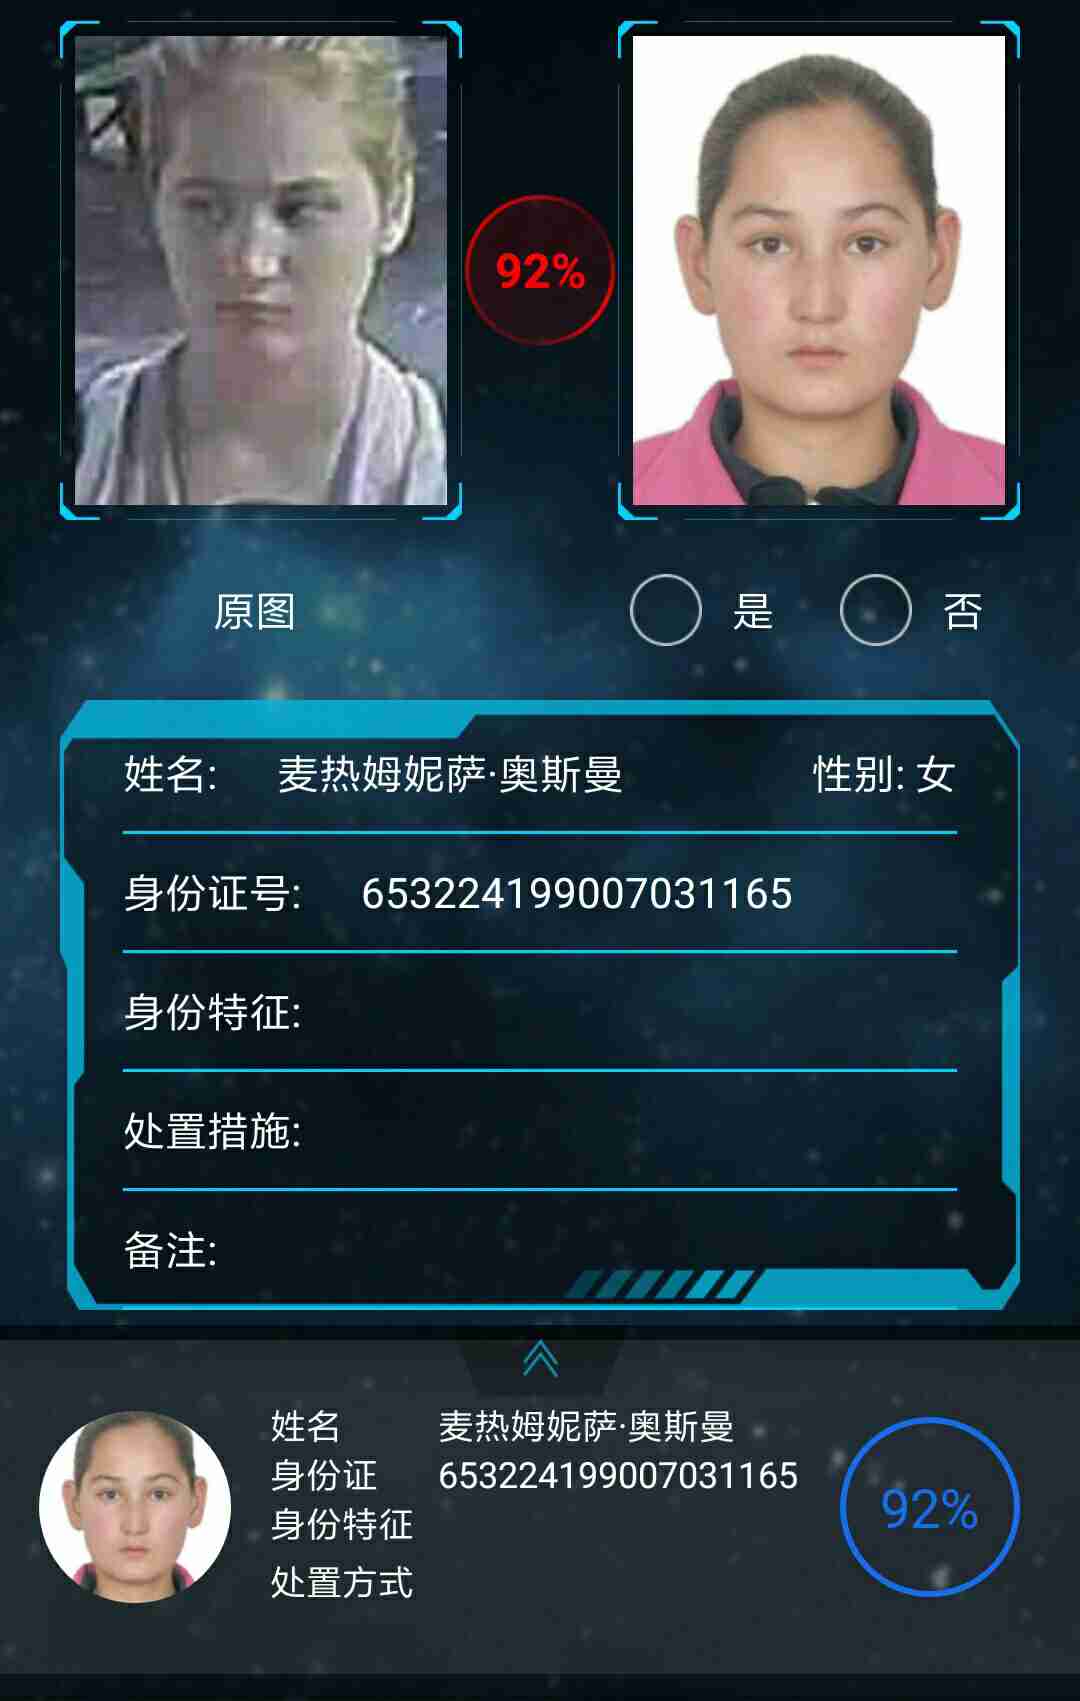 92%
原图 是 否
姓名: 麦热姆妮萨·奥斯曼 性别: 女
身份证号: 653224199007031165
身份特征:
处置措施:
备注:
姓名 麦热姆妮萨·奥斯曼
身份证 653224199007031165
身份特征
92%
处置方式